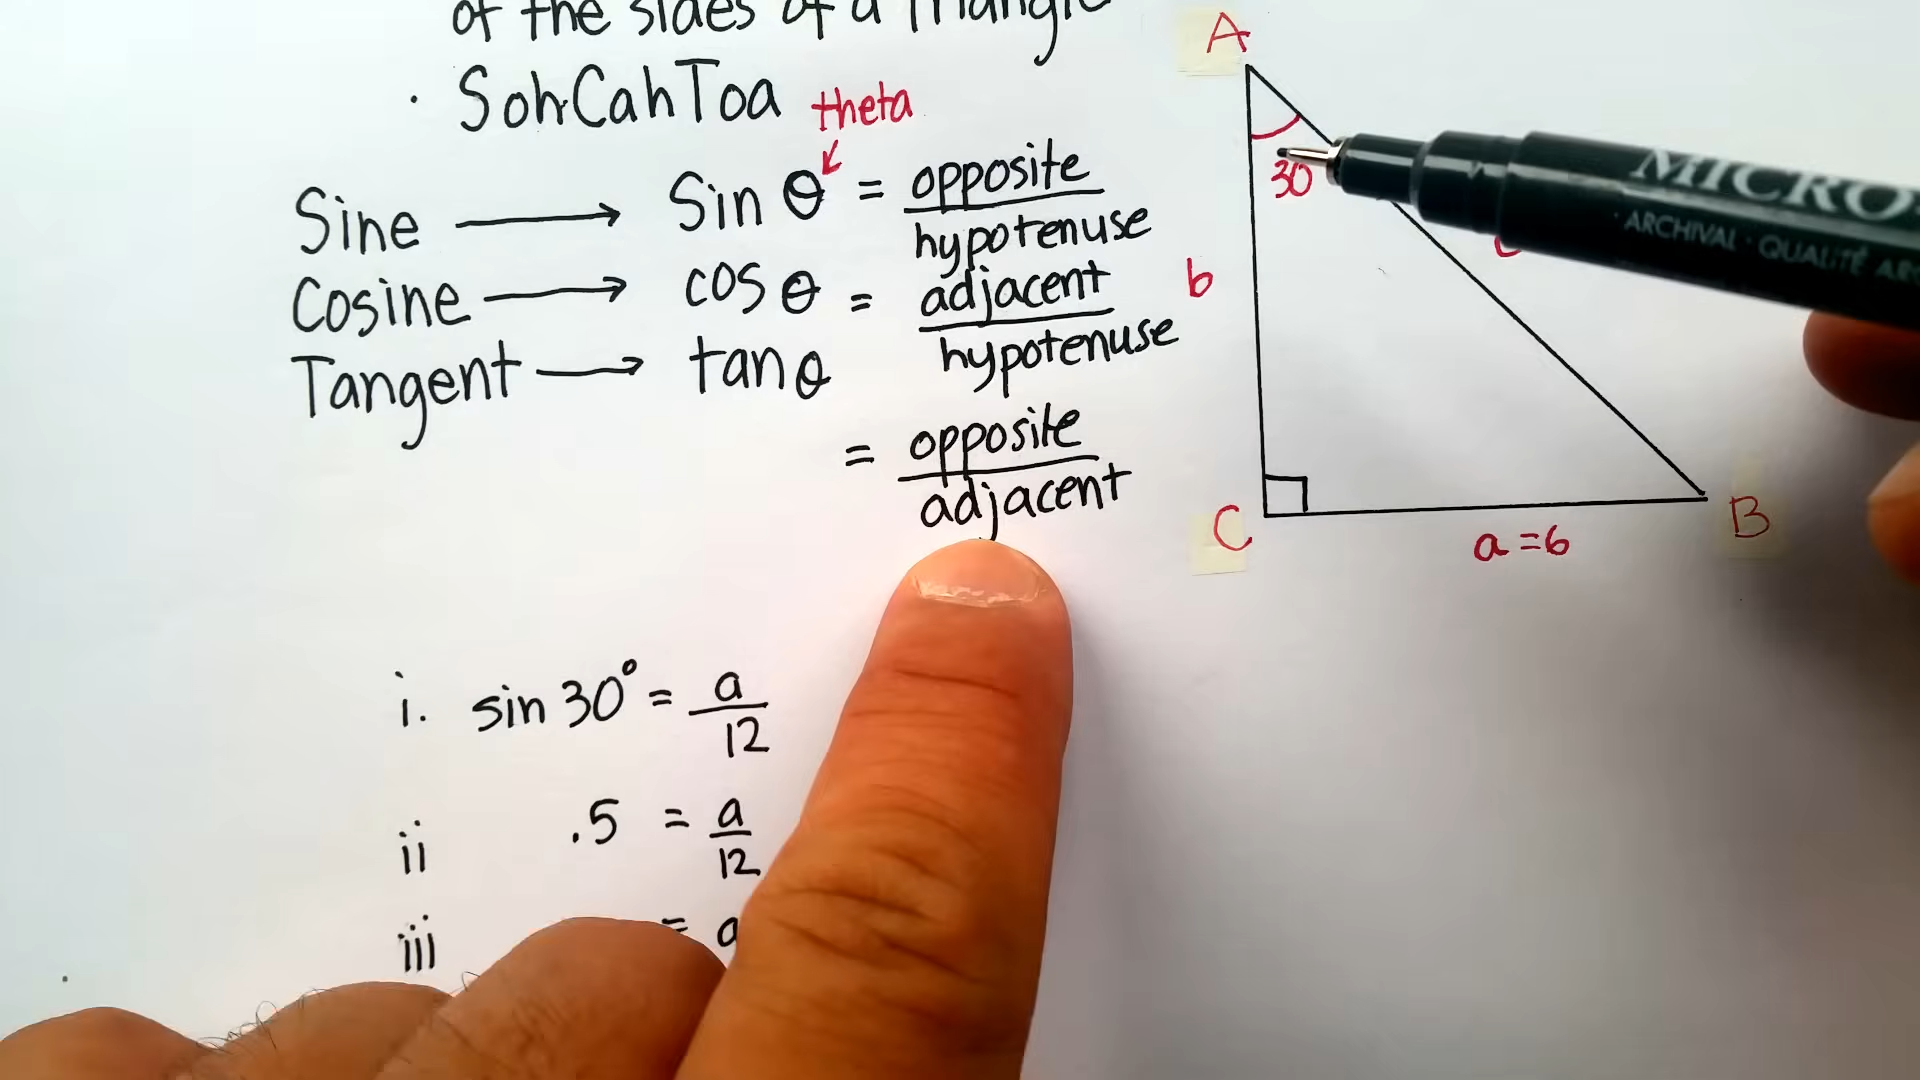 of the sides of a Triangle
· SohCahToa
theta
Sine → Sin θ = opposite / hypotenuse
Cosine → cos θ = adjacent / hypotenuse
Tangent → tan θ
= opposite / adjacent
i. sin 30° = a / 12
ii .5 = a / 12
iii = a
A
30
b
C
B
a = 6
MICRO
ARCHIVAL · QUALITÉ